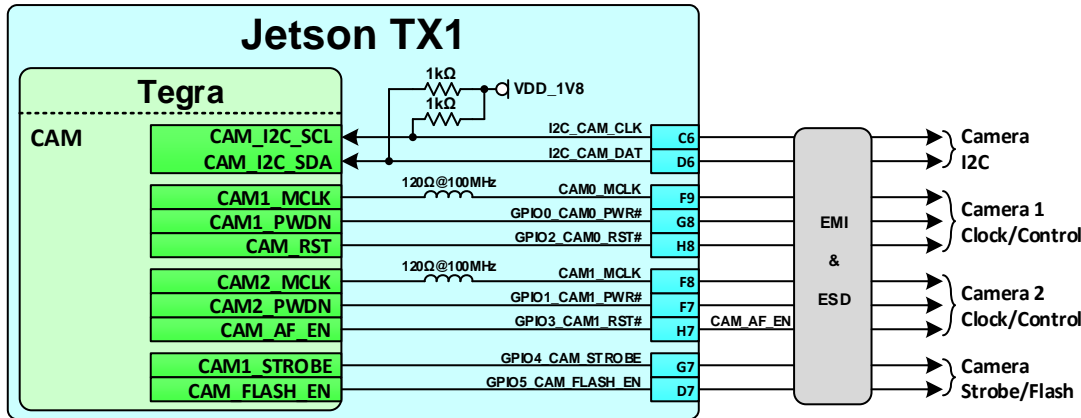 Jetson TX1
Tegra
CAM
1kΩ
1kΩ
VDD_1V8
CAM_I2C_SCL
I2C_CAM_CLK
C6
CAM_I2C_SDA
I2C_CAM_DAT
D6
Camera
I2C
CAM1_MCLK
120Ω@100MHz
CAM0_MCLK
F9
CAM1_PWDN
GPIO0_CAM0_PWR#
G8
CAM_RST
GPIO2_CAM0_RST#
H8
Camera 1
Clock/Control
CAM2_MCLK
120Ω@100MHz
CAM1_MCLK
F8
CAM2_PWDN
GPIO1_CAM1_PWR#
F7
CAM_AF_EN
GPIO3_CAM1_RST#
H7
CAM_AF_EN
EMI
&
ESD
Camera 2
Clock/Control
CAM1_STROBE
GPIO4_CAM_STROBE
G7
CAM_FLASH_EN
GPIO5_CAM_FLASH_EN
D7
Camera
Strobe/Flash